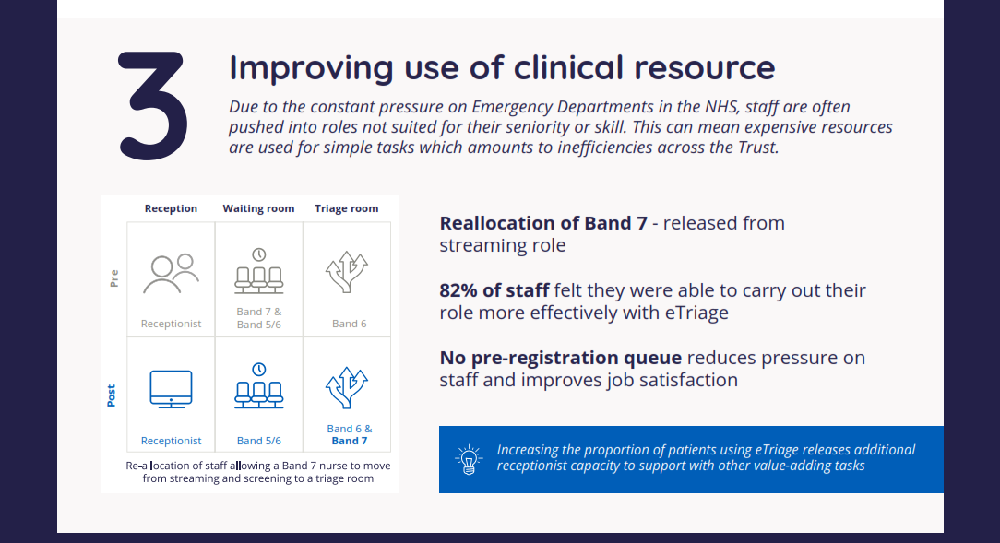 3
Improving use of clinical resource
Due to the constant pressure on Emergency Departments in the NHS, staff are often
pushed into roles not suited for their seniority or skill. This can mean expensive resources
are used for simple tasks which amounts to inefficiencies across the Trust.
Reception Waiting room Triage room
Pre
Receptionist
Band 7 &
Band 5/6
Band 6
Post
Receptionist
Band 5/6
Band 6 &
Band 7
Re-allocation of staff allowing a Band 7 nurse to move
from streaming and screening to a triage room
Reallocation of Band 7 - released from
streaming role
82% of staff felt they were able to carry out their
role more effectively with eTriage
No pre-registration queue reduces pressure on
staff and improves job satisfaction
Increasing the proportion of patients using eTriage releases additional
receptionist capacity to support with other value-adding tasks